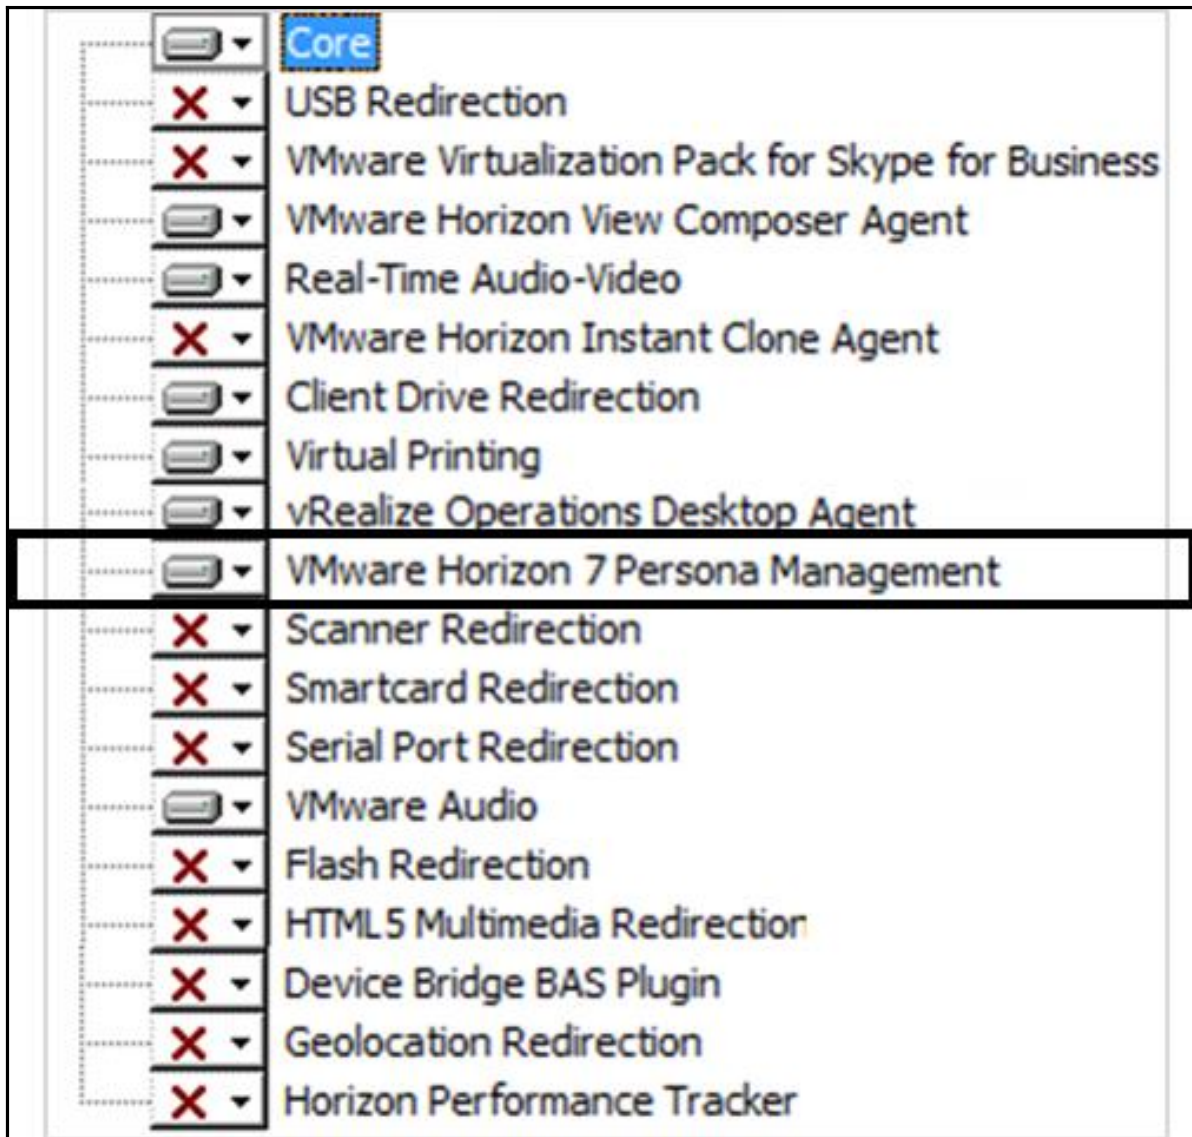 Core
USB Redirection
VMware Virtualization Pack for Skype for Business
VMware Horizon View Composer Agent
Real-Time Audio-Video
VMware Horizon Instant Clone Agent
Client Drive Redirection
Virtual Printing
vRealize Operations Desktop Agent
VMware Horizon 7 Persona Management
Scanner Redirection
Smartcard Redirection
Serial Port Redirection
VMware Audio
Flash Redirection
HTML5 Multimedia Redirection
Device Bridge BAS Plugin
Geolocation Redirection
Horizon Performance Tracker